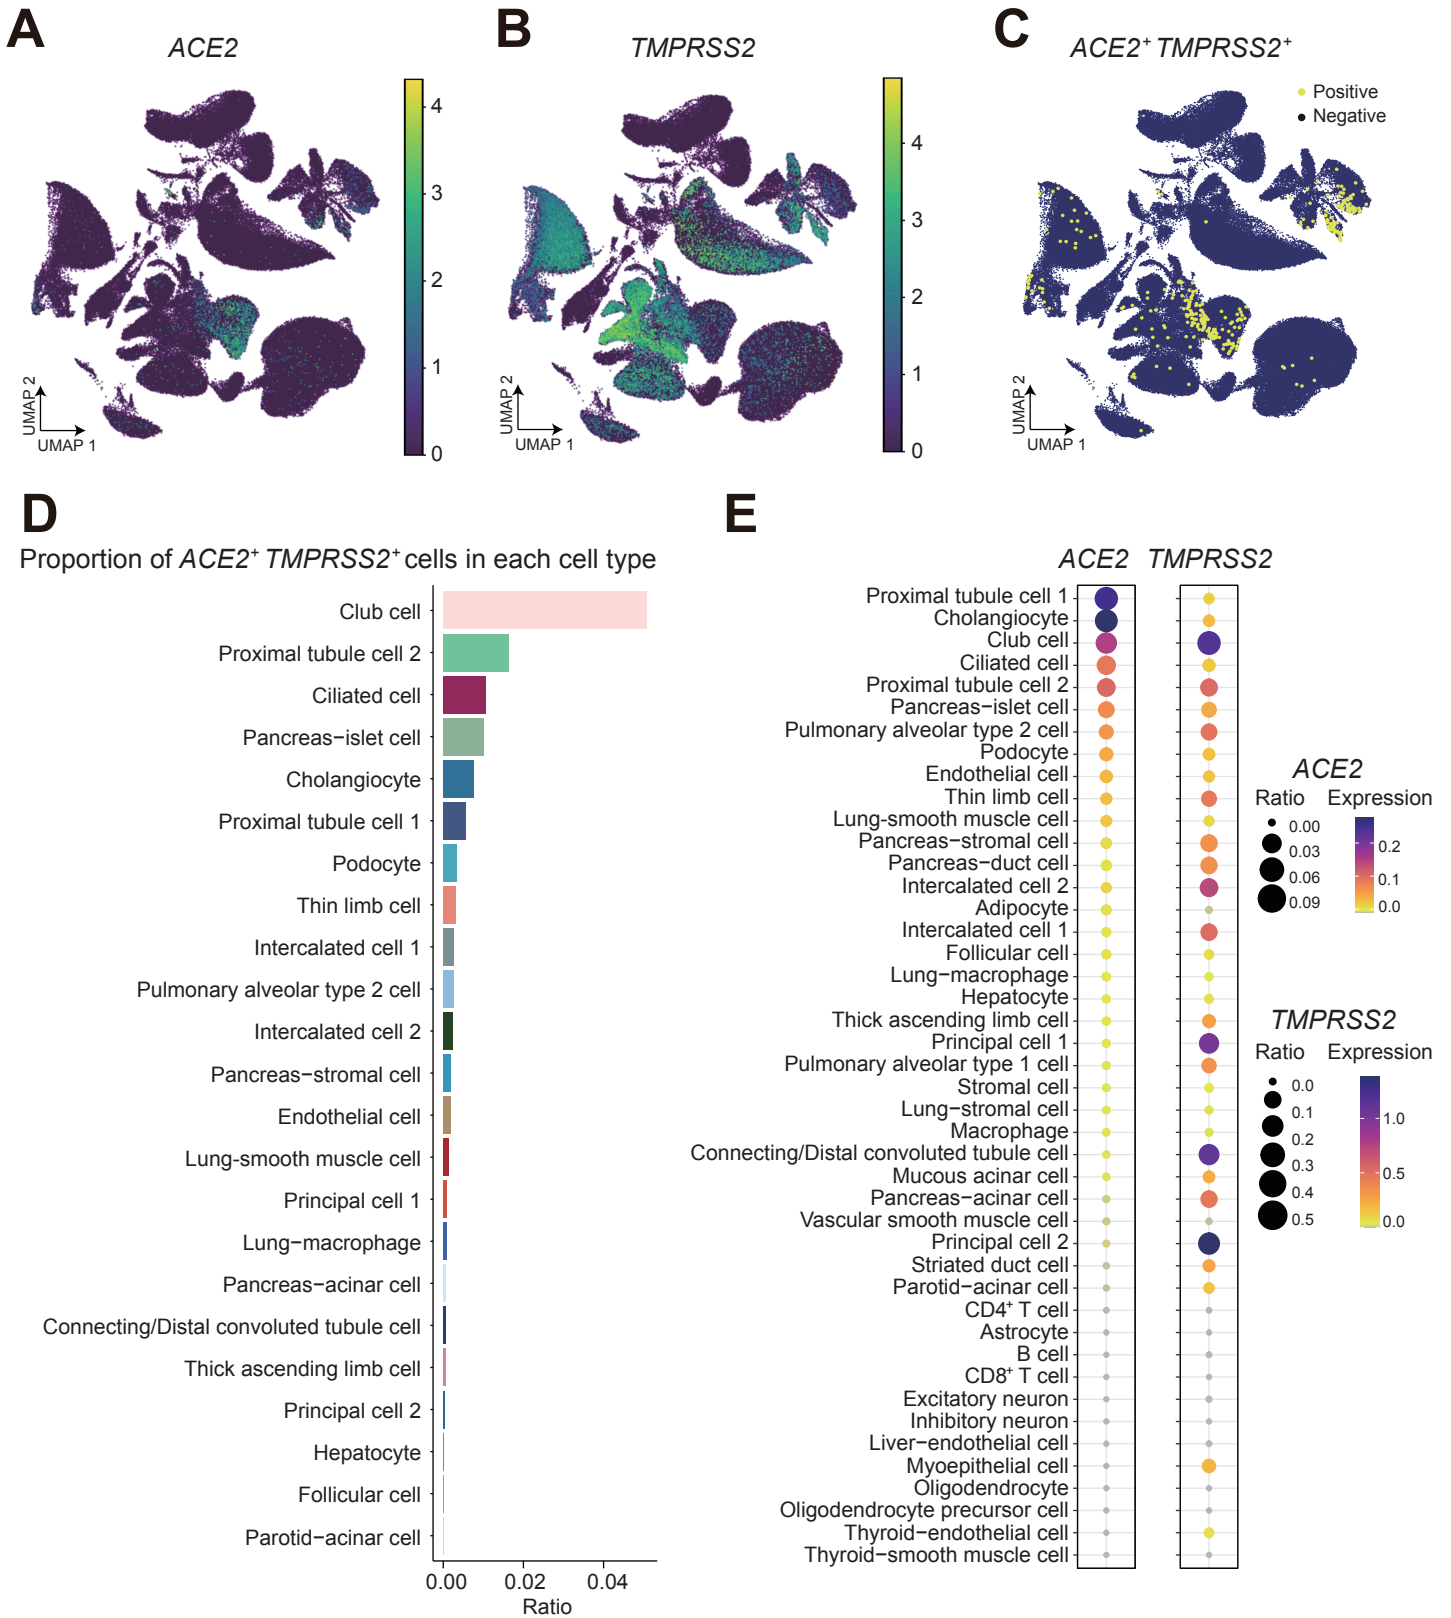 A
ACE2
4
3
2
1
0
UMAP 2
UMAP 1
B
TMPRSS2
4
3
2
1
0
UMAP 2
UMAP 1
C
ACE2⁺ TMPRSS2⁺
Positive
Negative
UMAP 2
UMAP 1
D
Proportion of ACE2⁺ TMPRSS2⁺ cells in each cell type
Club cell
Proximal tubule cell 2
Ciliated cell
Pancreas−islet cell
Cholangiocyte
Proximal tubule cell 1
Podocyte
Thin limb cell
Intercalated cell 1
Pulmonary alveolar type 2 cell
Intercalated cell 2
Pancreas−stromal cell
Endothelial cell
Lung-smooth muscle cell
Principal cell 1
Lung−macrophage
Pancreas−acinar cell
Connecting/Distal convoluted tubule cell
Thick ascending limb cell
Principal cell 2
Hepatocyte
Follicular cell
Parotid−acinar cell
0.00 0.02 0.04
Ratio
E
ACE2 TMPRSS2
Proximal tubule cell 1
Cholangiocyte
Club cell
Ciliated cell
Proximal tubule cell 2
Pancreas−islet cell
Pulmonary alveolar type 2 cell
Podocyte
Endothelial cell
Thin limb cell
Lung−smooth muscle cell
Pancreas−stromal cell
Pancreas−duct cell
Intercalated cell 2
Adipocyte
Intercalated cell 1
Follicular cell
Lung−macrophage
Hepatocyte
Thick ascending limb cell
Principal cell 1
Pulmonary alveolar type 1 cell
Stromal cell
Lung−stromal cell
Macrophage
Connecting/Distal convoluted tubule cell
Mucous acinar cell
Pancreas−acinar cell
Vascular smooth muscle cell
Principal cell 2
Striated duct cell
Parotid−acinar cell
CD4⁺ T cell
Astrocyte
B cell
CD8⁺ T cell
Excitatory neuron
Inhibitory neuron
Liver−endothelial cell
Myoepithelial cell
Oligodendrocyte
Oligodendrocyte precursor cell
Thyroid−endothelial cell
Thyroid−smooth muscle cell
ACE2
Ratio Expression
0.00
0.03
0.06
0.09
0.2
0.1
0.0
TMPRSS2
Ratio Expression
0.0
0.1
0.2
0.3
0.4
0.5
1.0
0.5
0.0